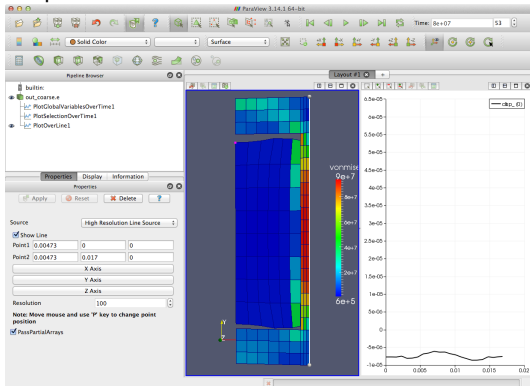 ParaView 3.14.1 64-bit
Time: 8e+07
53
Solid Color
Surface
Pipeline Browser
Layout #1
+
builtin:
out_coarse.e
PlotGlobalVariablesOverTime1
PlotSelectionOverTime1
PlotOverLine1
Properties Display Information
Properties
Apply Reset Delete ?
Source High Resolution Line Source
Show Line
Point1 0.00473 0 0
Point2 0.00473 0.017 0
X Axis
Y Axis
Z Axis
Resolution 100
Note: Move mouse and use 'P' key to change point
position
PassPartialArrays
vonmise
9e+7
8e+7
6e+7
4e+7
2e+7
6e+5
Y
Z
disp_(0)
6.5e-05
6e-05
5.5e-05
5e-05
4.5e-05
4e-05
3.5e-05
3e-05
2.5e-05
2e-05
1.5e-05
1e-05
5e-06
0
-5e-06
-1e-05
0 0.005 0.01 0.015 0.02